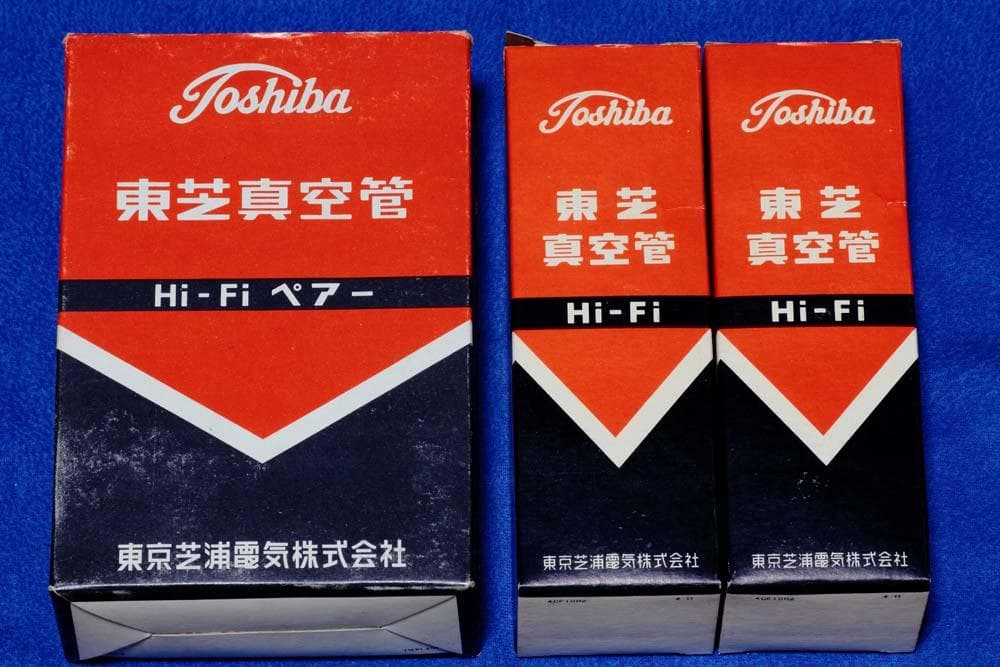 Toshiba
東芝真空管
Hi-Fi ペアー
東京芝浦電気株式会社
Toshiba
東芝
真空管
Hi-Fi
東京芝浦電気株式会社
Toshiba
東芝
真空管
Hi-Fi
東京芝浦電気株式会社